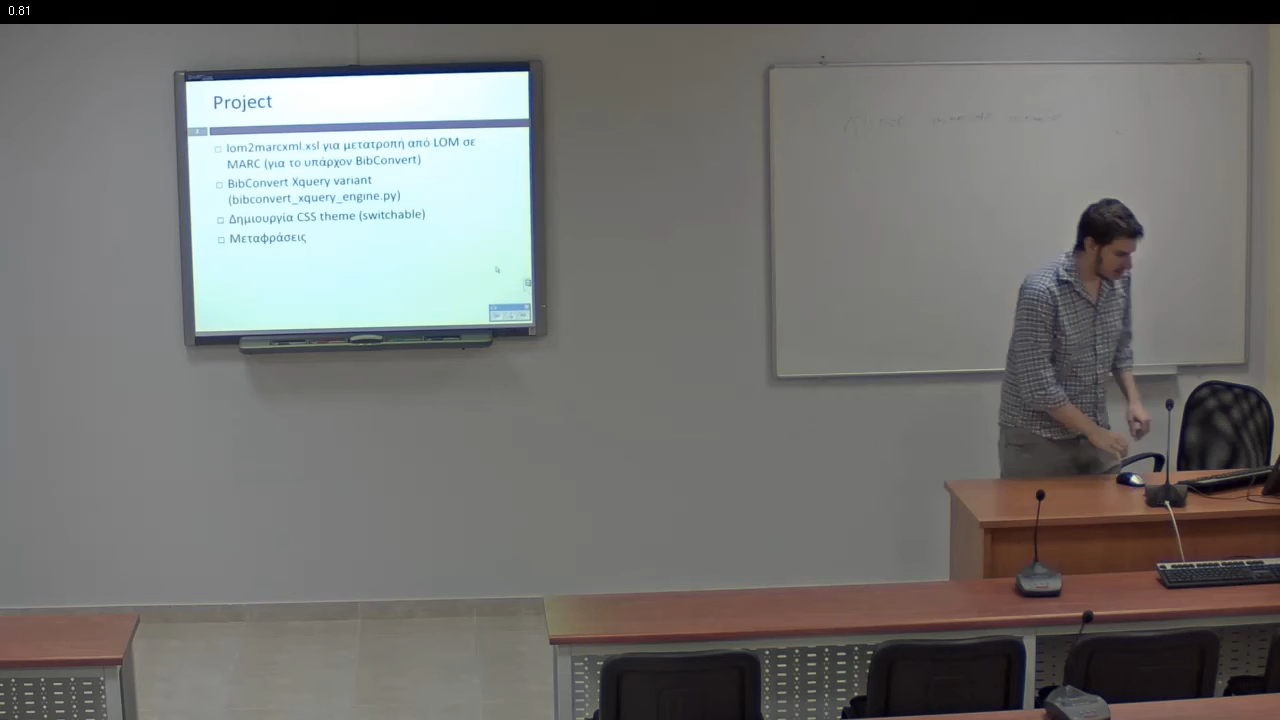 0.81
Project
lom2marcxml.xsl για μετατροπή από LOM σε
MARC (για το υπάρχον BibConvert)
BibConvert Xquery variant
(bibconvert_xquery_engine.py)
Δημιουργία CSS theme (switchable)
Μεταφράσεις